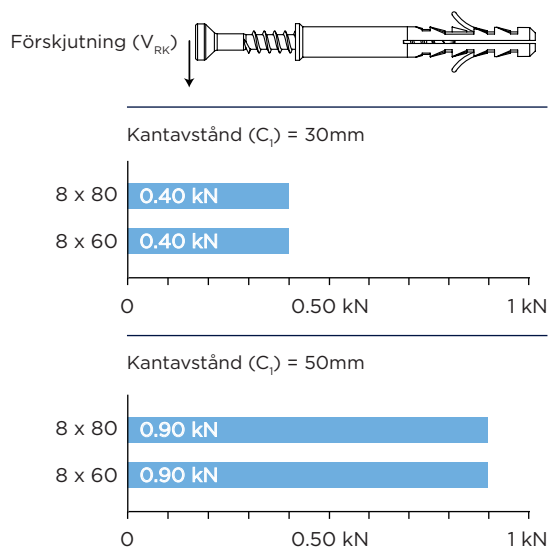 Förskjutning (V_RK)
Kantavstånd (C₁) = 30mm
8 x 80 0.40 kN
8 x 60 0.40 kN
0 0.50 kN 1 kN
Kantavstånd (C₁) = 50mm
8 x 80 0.90 kN
8 x 60 0.90 kN
0 0.50 kN 1 kN